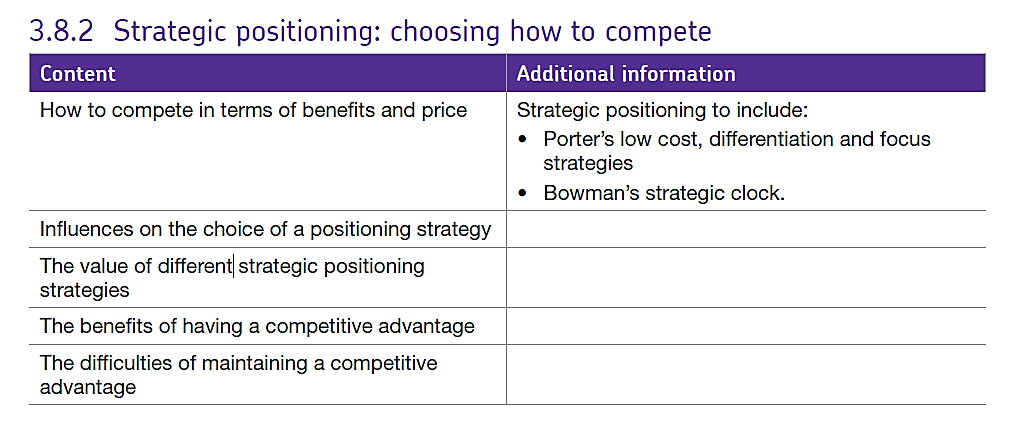 3.8.2 Strategic positioning: choosing how to compete
Content
Additional information
How to compete in terms of benefits and price
Strategic positioning to include:
• Porter’s low cost, differentiation and focus
strategies
• Bowman’s strategic clock.
Influences on the choice of a positioning strategy
The value of different strategic positioning
strategies
The benefits of having a competitive advantage
The difficulties of maintaining a competitive
advantage